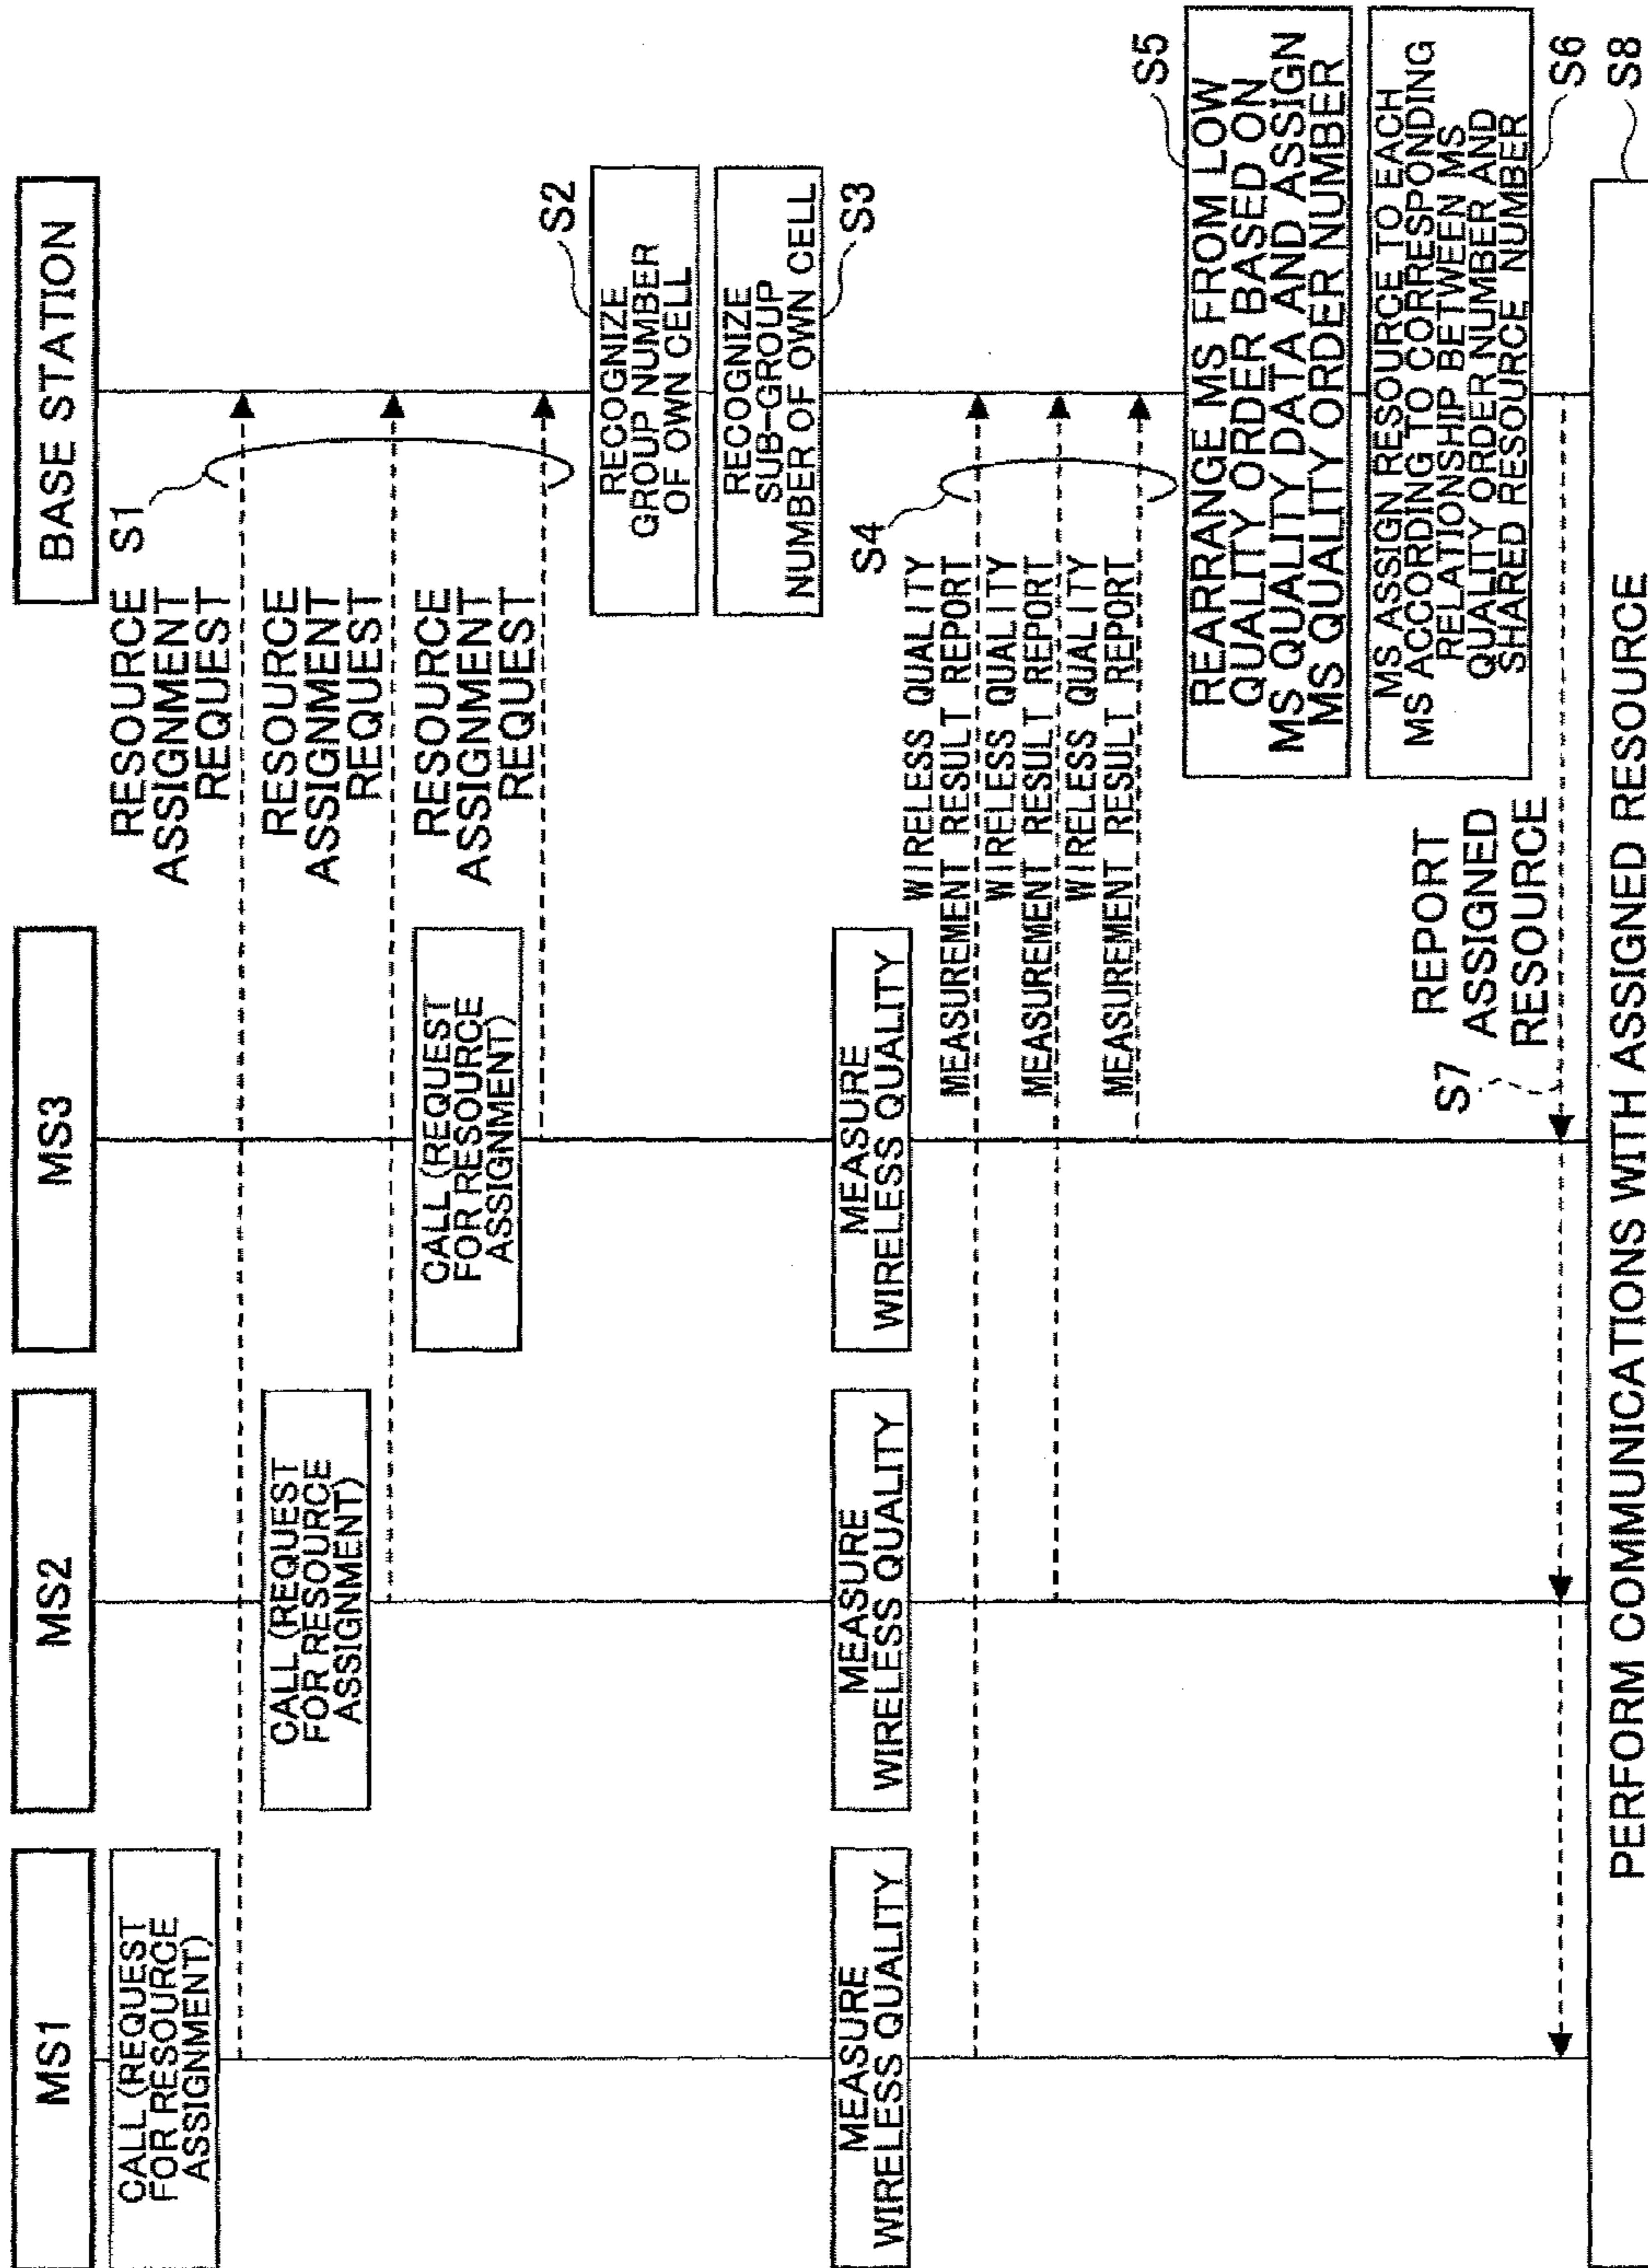 MS1
MS2
MS3
BASE STATION
CALL (REQUEST
FOR RESOURCE
ASSIGNMENT)
RESOURCE
ASSIGNMENT
REQUEST
S1
CALL (REQUEST
FOR RESOURCE
ASSIGNMENT)
RESOURCE
ASSIGNMENT
REQUEST
CALL (REQUEST
FOR RESOURCE
ASSIGNMENT)
RESOURCE
ASSIGNMENT
REQUEST
RECOGNIZE
GROUP NUMBER
OF OWN CELL
S2
RECOGNIZE
SUB-GROUP
NUMBER OF OWN CELL
S3
MEASURE
WIRELESS QUALITY
MEASURE
WIRELESS QUALITY
MEASURE
WIRELESS QUALITY
S4
WIRELESS QUALITY
MEASUREMENT RESULT REPORT
WIRELESS QUALITY
MEASUREMENT RESULT REPORT
WIRELESS QUALITY
MEASUREMENT RESULT REPORT
S5
REARRANGE MS FROM LOW
QUALITY ORDER BASED ON
MS QUALITY DATA AND ASSIGN
MS QUALITY ORDER NUMBER
MS ASSIGN RESOURCE TO EACH
MS ACCORDING TO CORRESPONDING
RELATIONSHIP BETWEEN MS
QUALITY ORDER NUMBER AND
SHARED RESOURCE NUMBER
S6
S7
REPORT
ASSIGNED
RESOURCE
PERFORM COMMUNICATIONS WITH ASSIGNED RESOURCE
S8